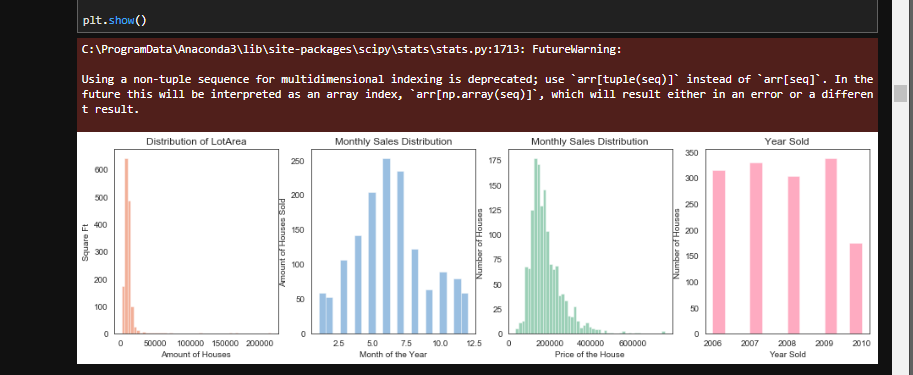 plt.show()
C:\ProgramData\Anaconda3\lib\site-packages\scipy\stats\stats.py:1713: FutureWarning:
Using a non-tuple sequence for multidimensional indexing is deprecated; use `arr[tuple(seq)]` instead of `arr[seq]`. In the
future this will be interpreted as an array index, `arr[np.array(seq)]`, which will result either in an error or a differen
t result.
Distribution of LotArea
Square Ft
600
500
400
300
200
100
0
0 50000 100000 150000 200000
Amount of Houses
Monthly Sales Distribution
Amount of Houses Sold
250
200
150
100
50
0
2.5 5.0 7.5 10.0 12.5
Month of the Year
Monthly Sales Distribution
Number of Houses
175
150
125
100
75
50
25
0
0 200000 400000 600000
Price of the House
Year Sold
Number of Houses
350
300
250
200
150
100
50
0
2006 2007 2008 2009 2010
Year Sold